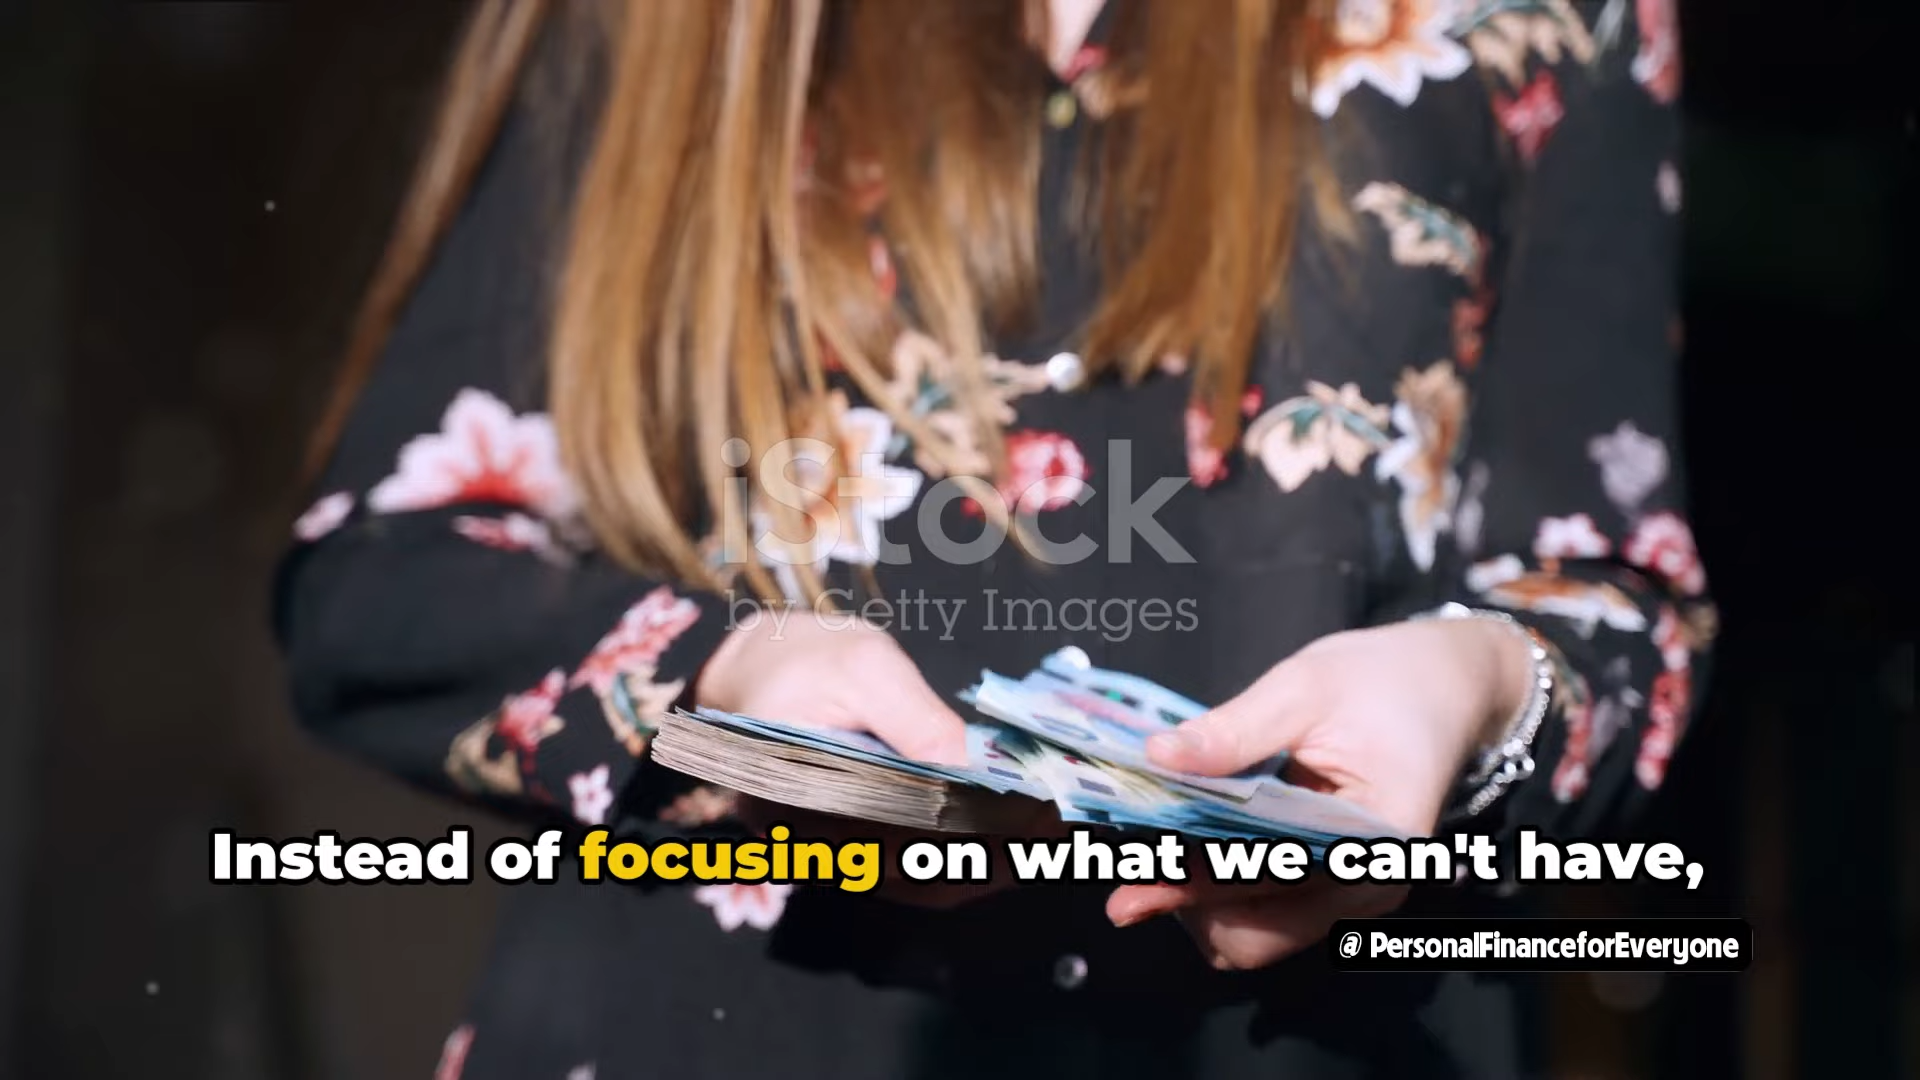 iStock
by Getty Images
Instead of focusing on what we can't have,
@ PersonalFinanceforEveryone